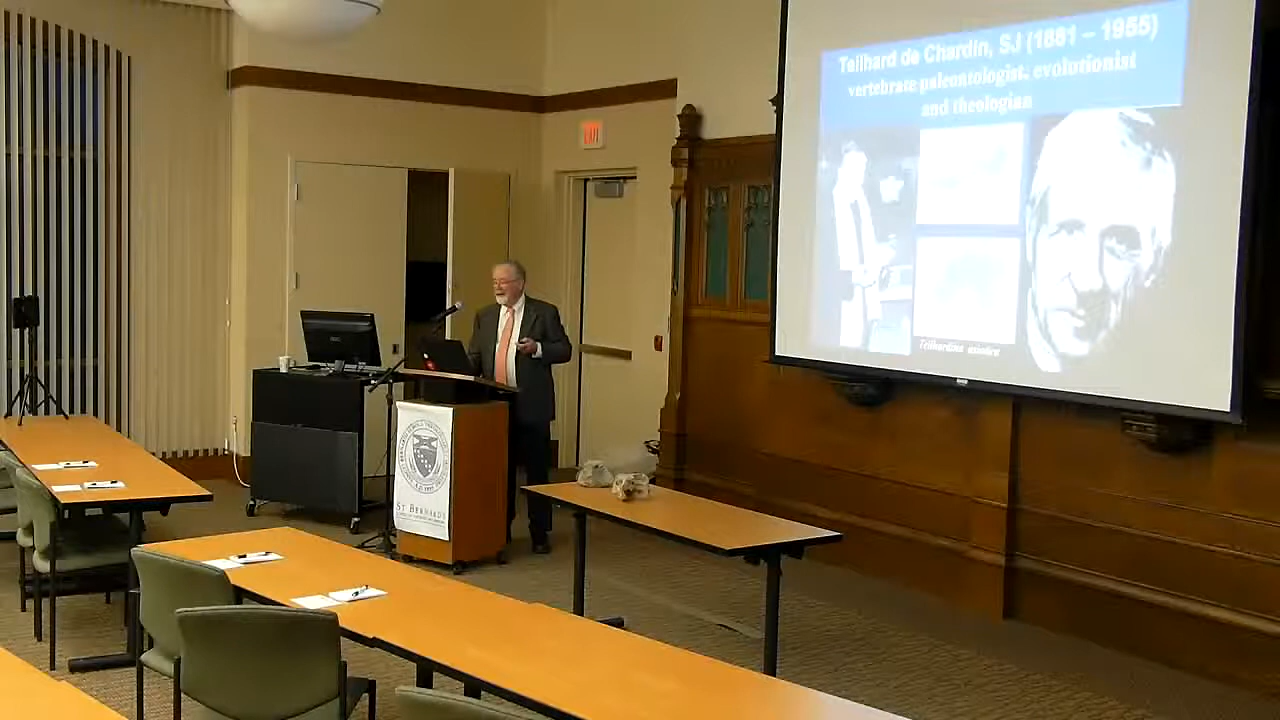 Teilhard de Chardin, SJ (1881 – 1955)
vertebrate paleontologist, evolutionist
and theologian
EXIT
Teilhardina asiatica
St Bernard's